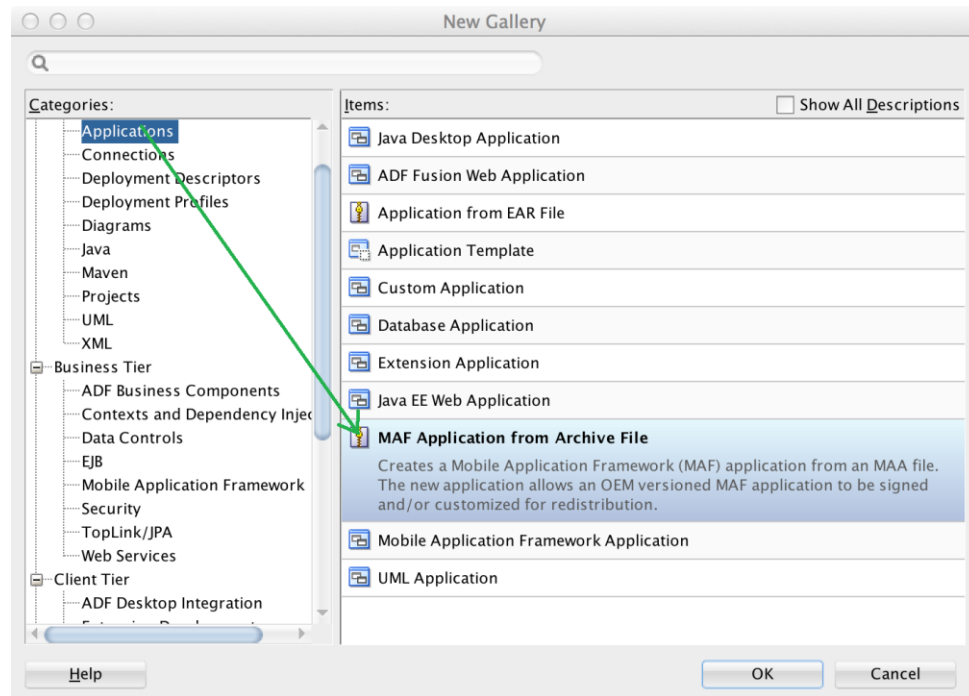 New Gallery
Categories:
Applications
Connections
Deployment Descriptors
Deployment Profiles
Diagrams
Java
Maven
Projects
UML
XML
Business Tier
ADF Business Components
Contexts and Dependency Injec
Data Controls
EJB
Mobile Application Framework
Security
TopLink/JPA
Web Services
Client Tier
ADF Desktop Integration
Items:
Show All Descriptions
Java Desktop Application
ADF Fusion Web Application
Application from EAR File
Application Template
Custom Application
Database Application
Extension Application
Java EE Web Application
MAF Application from Archive File
Creates a Mobile Application Framework (MAF) application from an MAA file.
The new application allows an OEM versioned MAF application to be signed
and/or customized for redistribution.
Mobile Application Framework Application
UML Application
Help
OK
Cancel